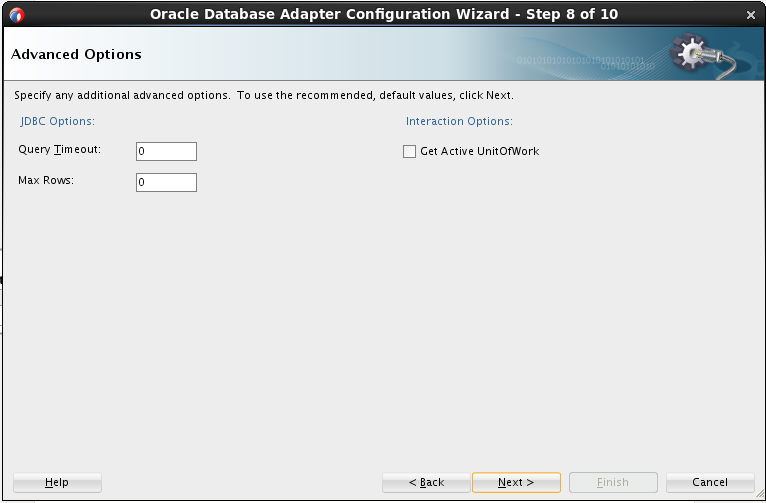 Oracle Database Adapter Configuration Wizard - Step 8 of 10
Advanced Options
010101010101010101010101
01010101010
Specify any additional advanced options. To use the recommended, default values, click Next.
JDBC Options: Interaction Options:
Query Timeout: 0 Get Active UnitOfWork
Max Rows: 0
Help < Back Next > Finish Cancel